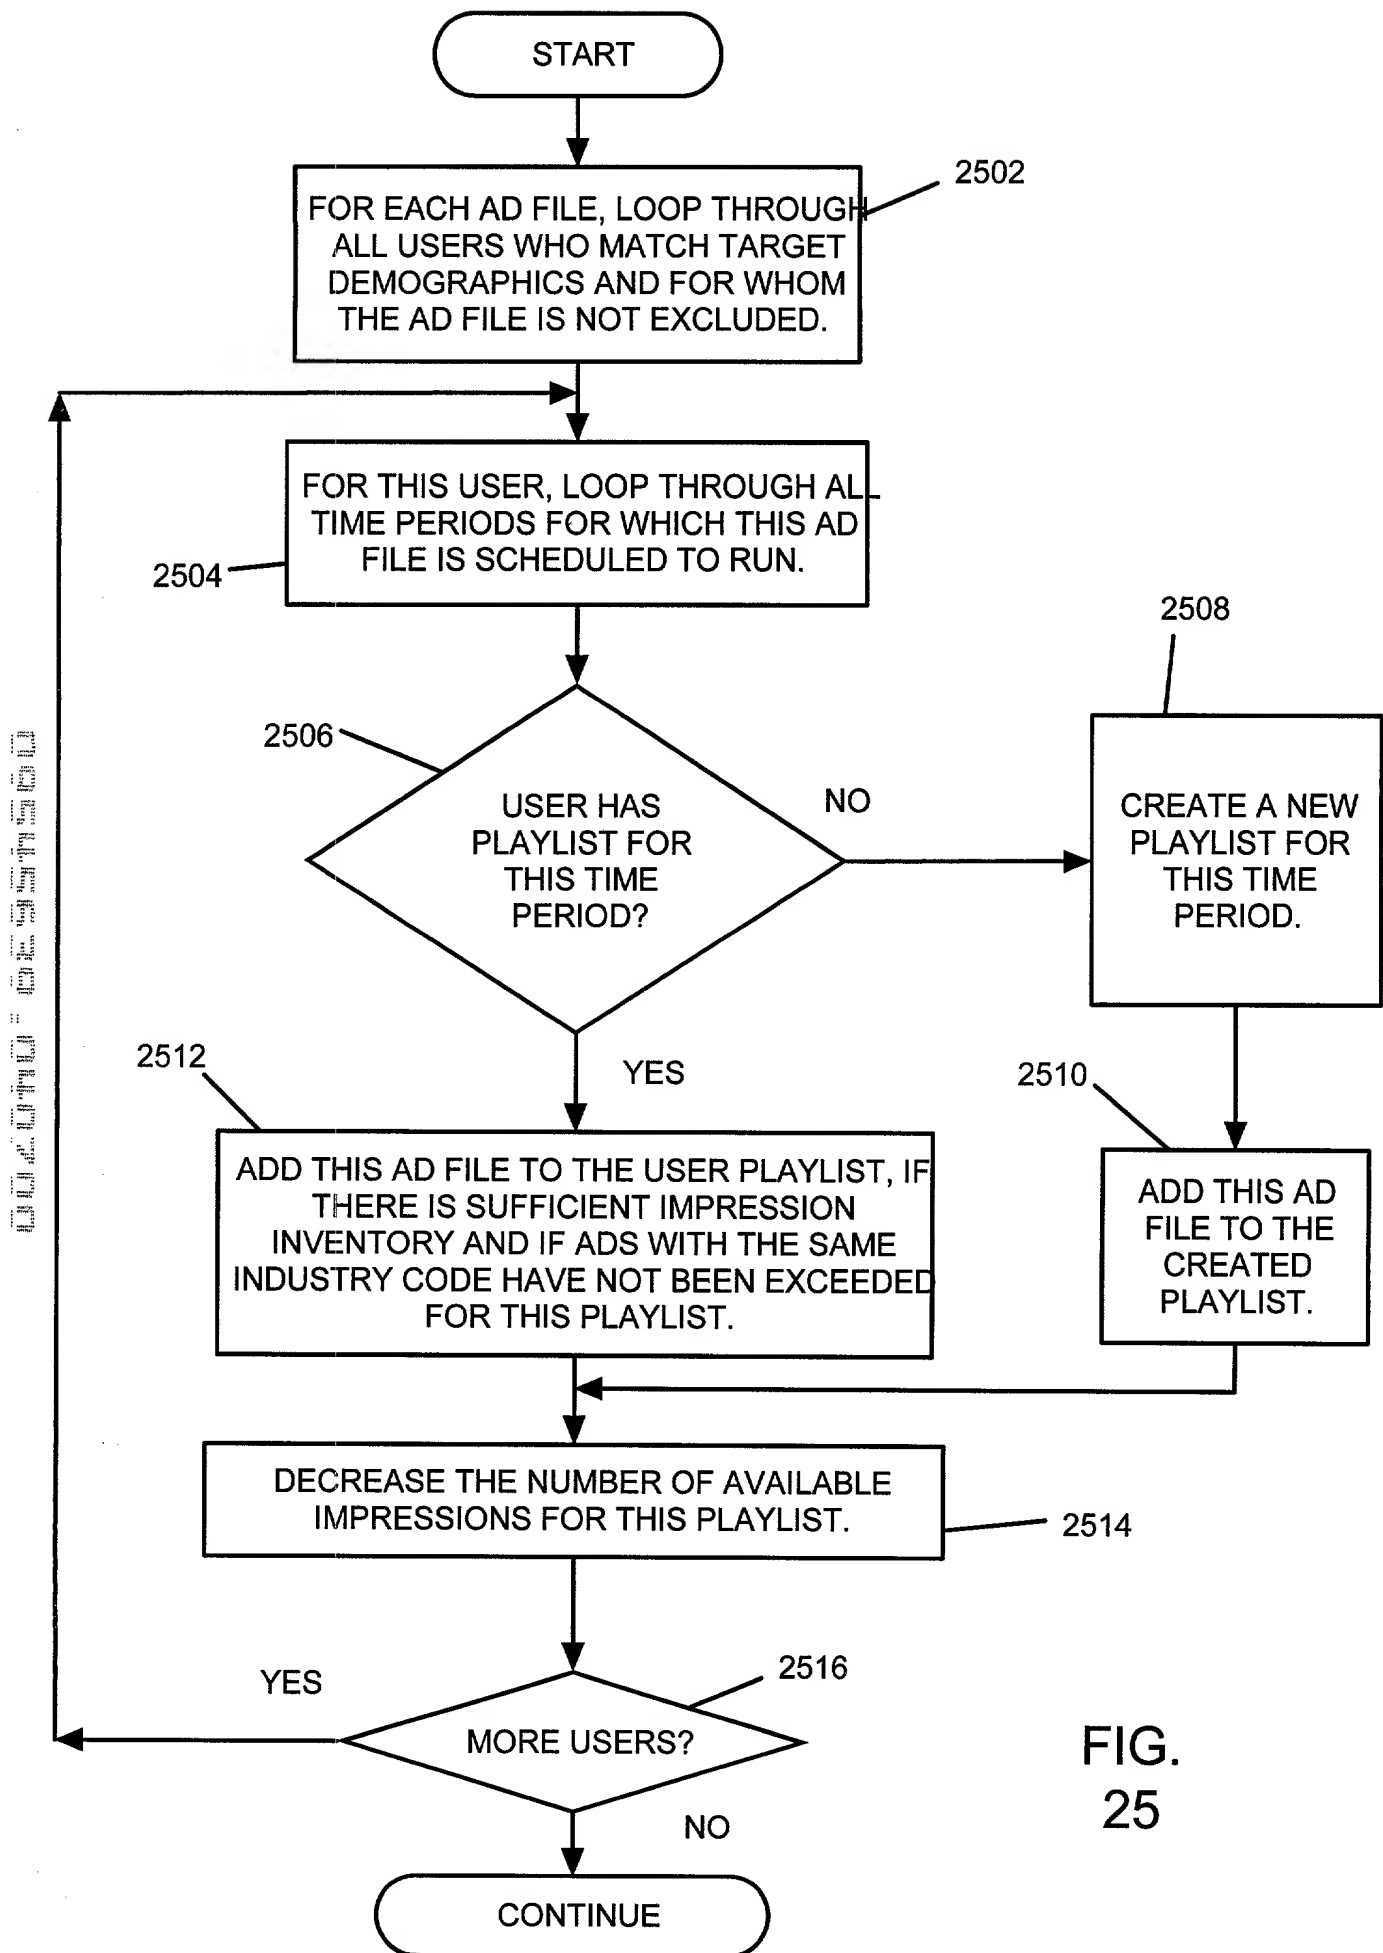 START
2502
FOR EACH AD FILE, LOOP THROUGH
ALL USERS WHO MATCH TARGET
DEMOGRAPHICS AND FOR WHOM
THE AD FILE IS NOT EXCLUDED.
FOR THIS USER, LOOP THROUGH ALL
TIME PERIODS FOR WHICH THIS AD
FILE IS SCHEDULED TO RUN.
2504
2508
2506
USER HAS
PLAYLIST FOR
THIS TIME
PERIOD?
NO
CREATE A NEW
PLAYLIST FOR
THIS TIME
PERIOD.
2512
YES
2510
ADD THIS AD FILE TO THE USER PLAYLIST, IF
THERE IS SUFFICIENT IMPRESSION
INVENTORY AND IF ADS WITH THE SAME
INDUSTRY CODE HAVE NOT BEEN EXCEEDED
FOR THIS PLAYLIST.
ADD THIS AD
FILE TO THE
CREATED
PLAYLIST.
DECREASE THE NUMBER OF AVAILABLE
IMPRESSIONS FOR THIS PLAYLIST.
2514
YES
2516
MORE USERS?
NO
FIG.
25
CONTINUE